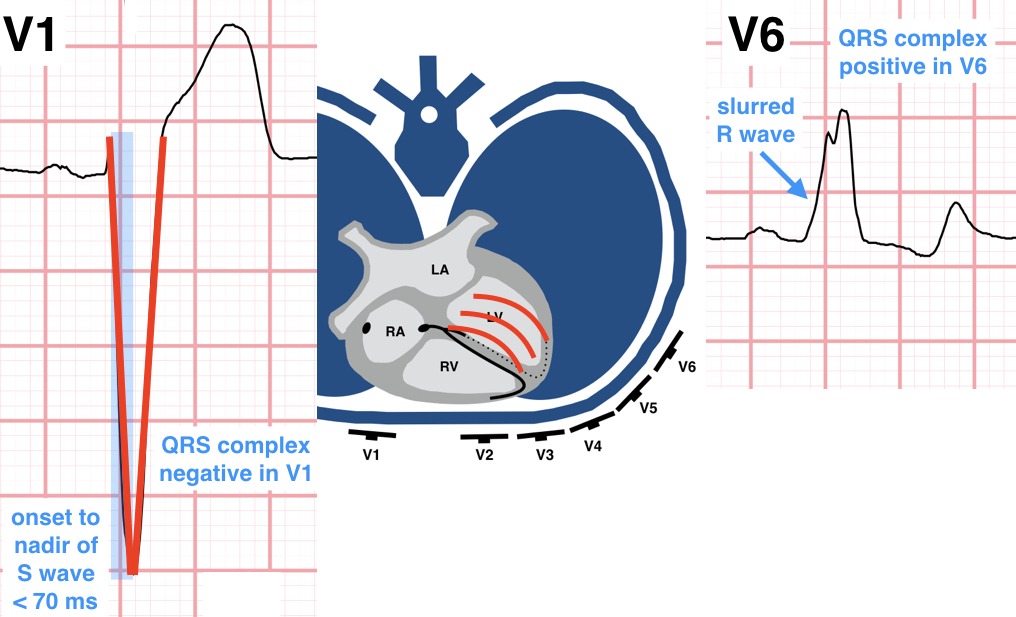 V1
QRS complex
negative in V1
onset to
nadir of
S wave
< 70 ms
LA
LV
RA
RV
V1
V2
V3
V4
V5
V6
V6
QRS complex
positive in V6
slurred
R wave